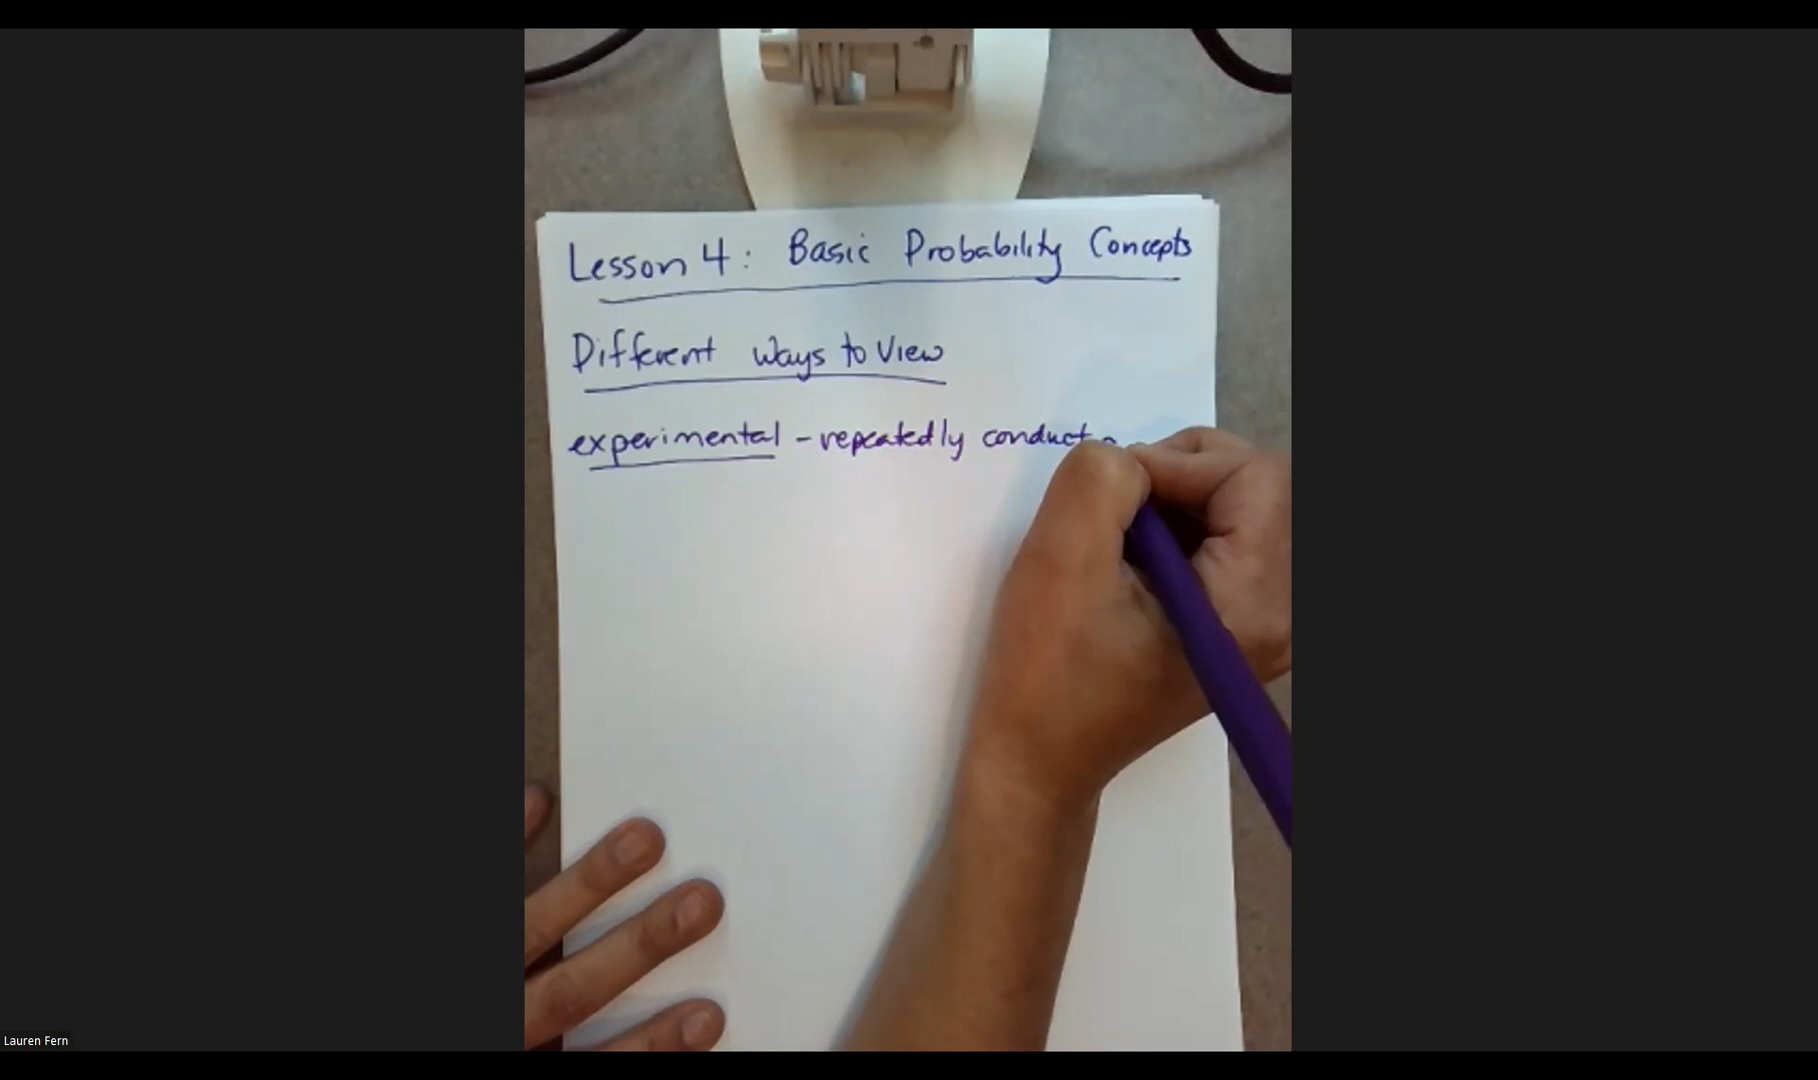 Lesson 4: Basic Probability Concepts
Different Ways to View
experimental - repeatedly conduct a
Lauren Fern